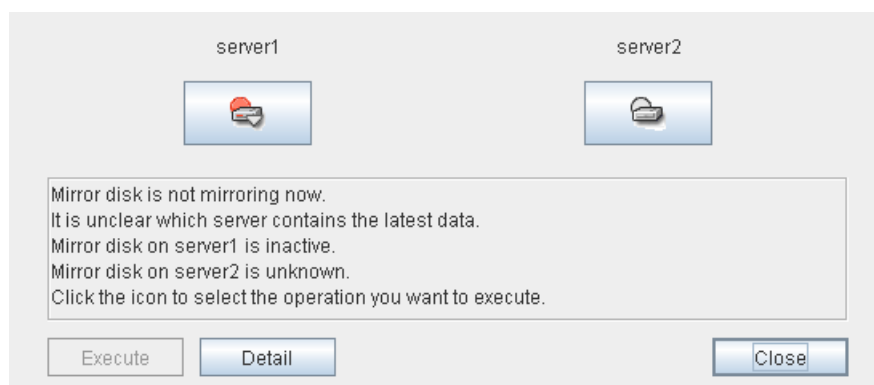 server1
server2
Mirror disk is not mirroring now.
It is unclear which server contains the latest data.
Mirror disk on server1 is inactive.
Mirror disk on server2 is unknown.
Click the icon to select the operation you want to execute.
Execute
Detail
Close